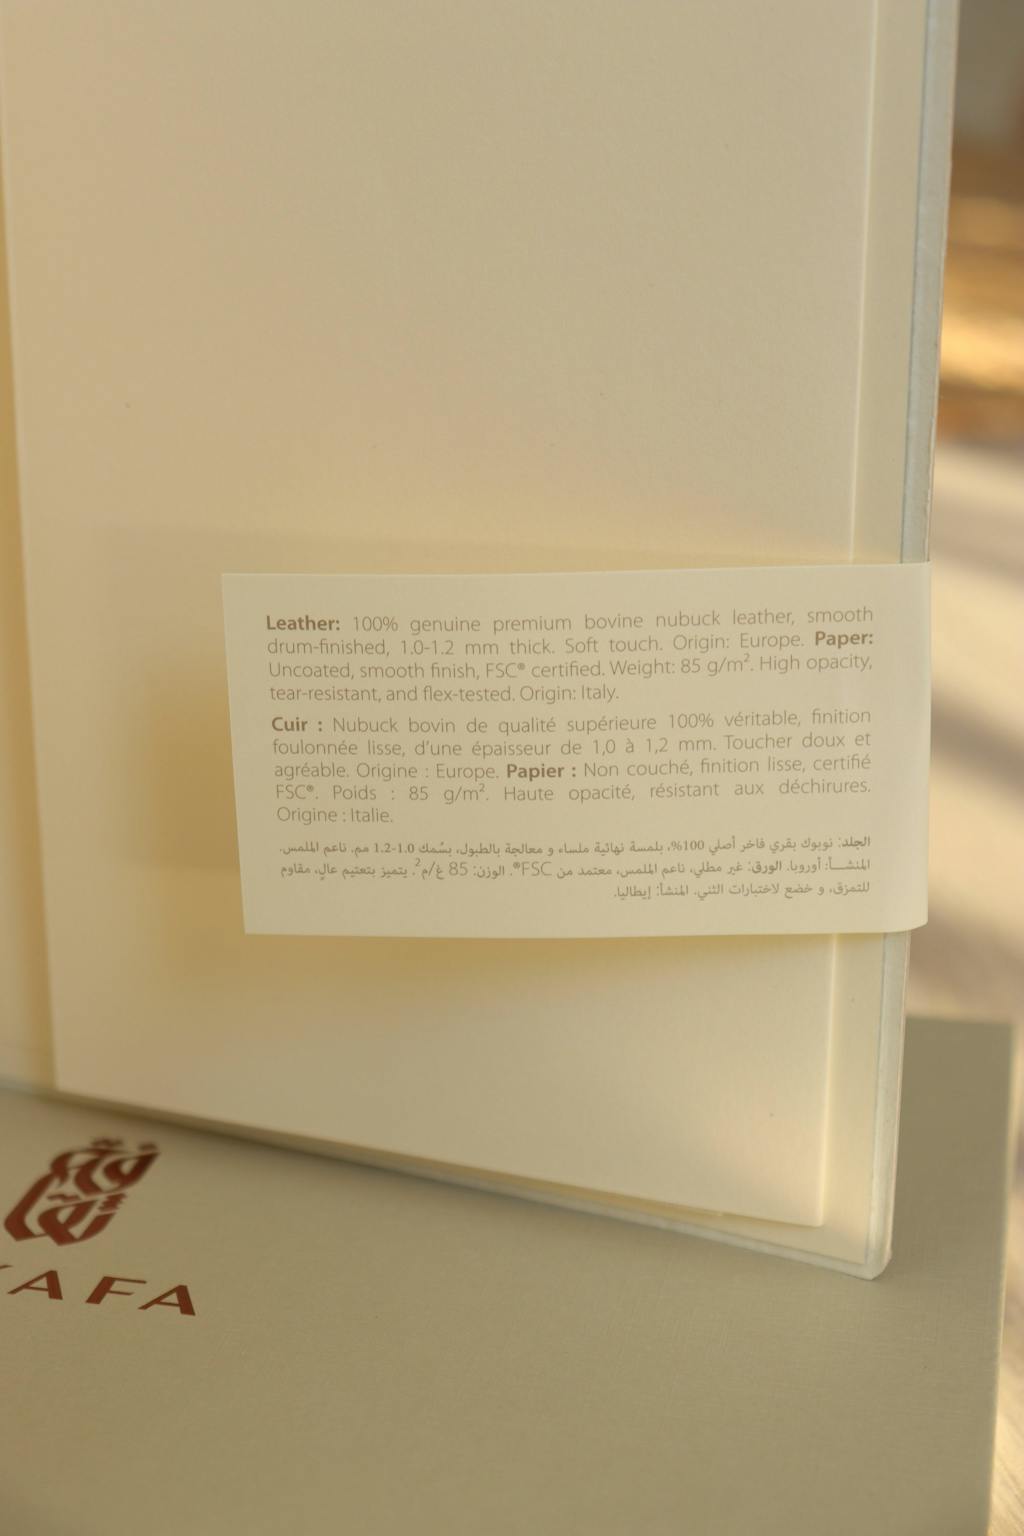 Leather: 100% genuine premium bovine nubuck leather, smooth
drum-finished, 1.0-1.2 mm thick. Soft touch. Origin: Europe. Paper:
Uncoated, smooth finish, FSC® certified. Weight: 85 g/m². High opacity,
tear-resistant, and flex-tested. Origin: Italy.
Cuir : Nubuck bovin de qualité supérieure 100% véritable, finition
foulonnée lisse, d'une épaisseur de 1,0 à 1,2 mm. Toucher doux et
agréable. Origine : Europe. Papier : Non couché, finition lisse, certifié
FSC®. Poids : 85 g/m². Haute opacité, résistant aux déchirures.
Origine : Italie.
الجلد: نوبوك بقري فاخر أصلي 100%، بلمسة نهائية ملساء و معالجة بالطبول، بسُمك 1.0-1.2 مم. ناعم الملمس.
المنشـــأ: أوروبا. الورق: غير مطلي، ناعم الملمس، معتمد من FSC®. الوزن: 85 غ/م². يتميز بتعتيم عالٍ، مقاوم
للتمزق، و خضع لاختبارات الثني. المنشأ: إيطاليا.
AFA